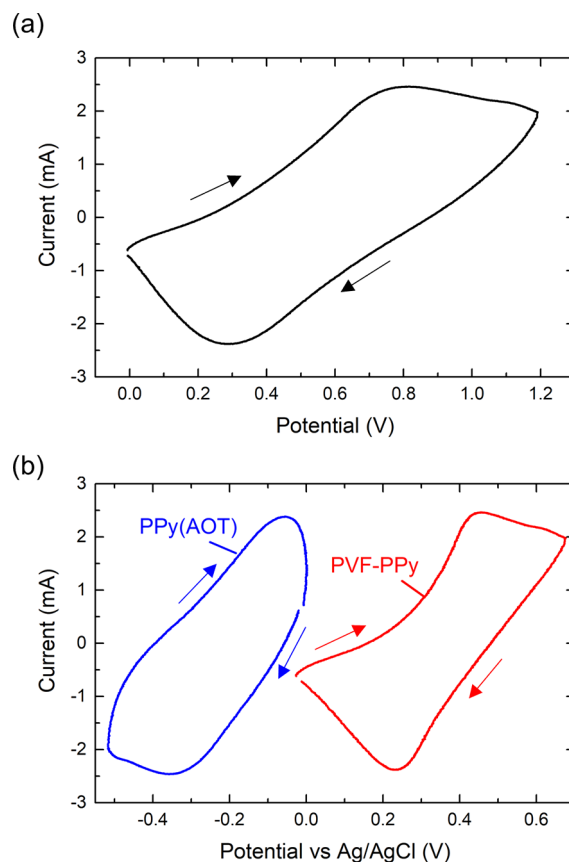 (a)
3
2
1
0
-1
-2
-3
Current (mA)
0.0 0.2 0.4 0.6 0.8 1.0 1.2
Potential (V)
(b)
3
2
1
0
-1
-2
-3
Current (mA)
PPy(AOT)
PVF-PPy
-0.4 -0.2 0.0 0.2 0.4 0.6
Potential vs Ag/AgCl (V)